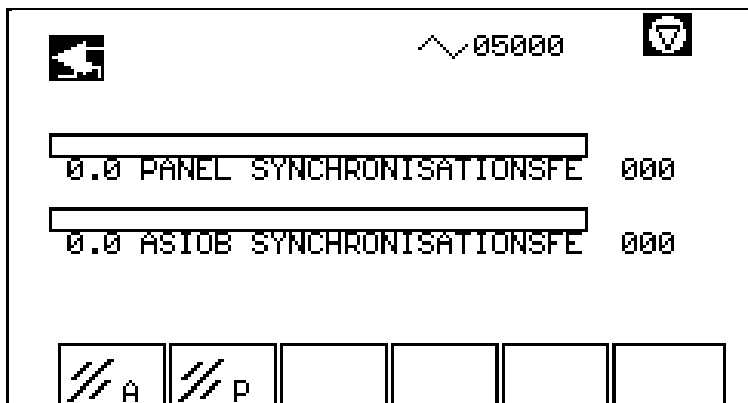 05000
0.0 PANEL SYNCHRONISATIONSFE 000
0.0 ASIOB SYNCHRONISATIONSFE 000
A P